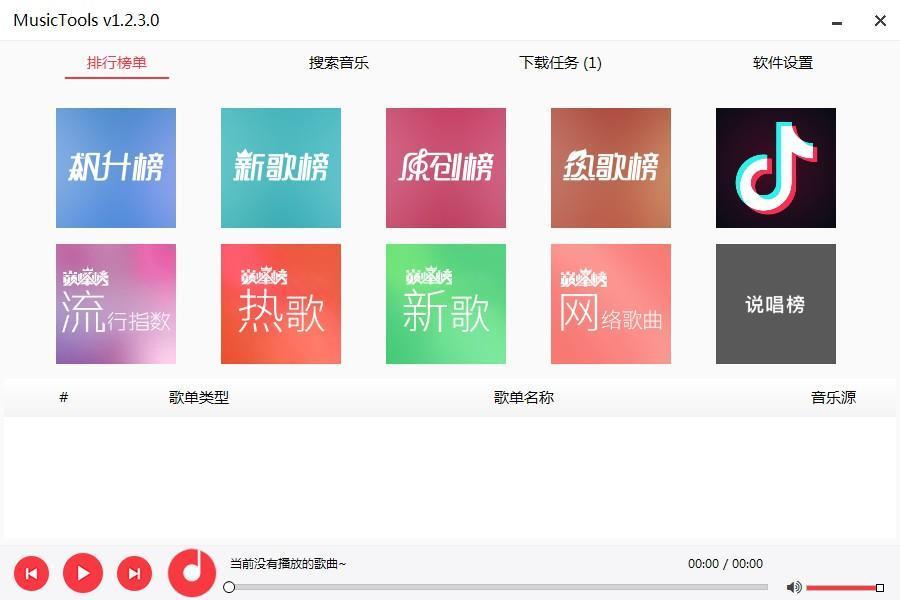 MusicTools v1.2.3.0
排行榜单
搜索音乐
下载任务 (1)
软件设置
飙升榜
新歌榜
原创榜
热歌榜
巅峰榜
流行指数
巅峰榜
热歌
巅峰榜
新歌
巅峰榜
网络歌曲
说唱榜
#
歌单类型
歌单名称
音乐源
当前没有播放的歌曲~
00:00 / 00:00